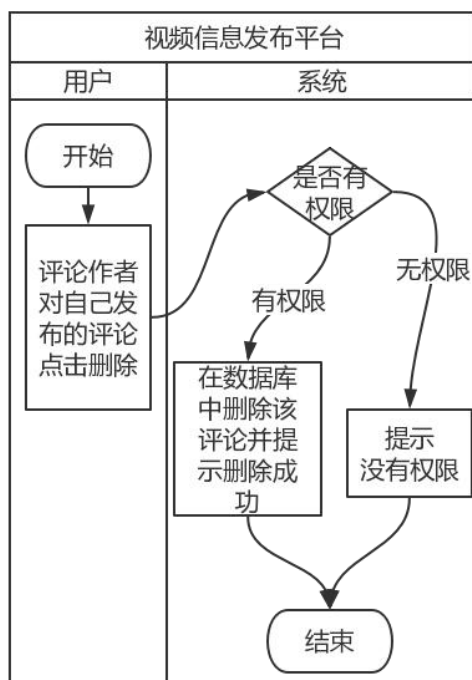 视频信息发布平台
用户
系统
开始
评论作者
对自己发
布的评论
点击删除
是否有
权限
有权限
无权限
在数据库
中删除该
评论并提
示删除成
功
提示
没有权限
结束